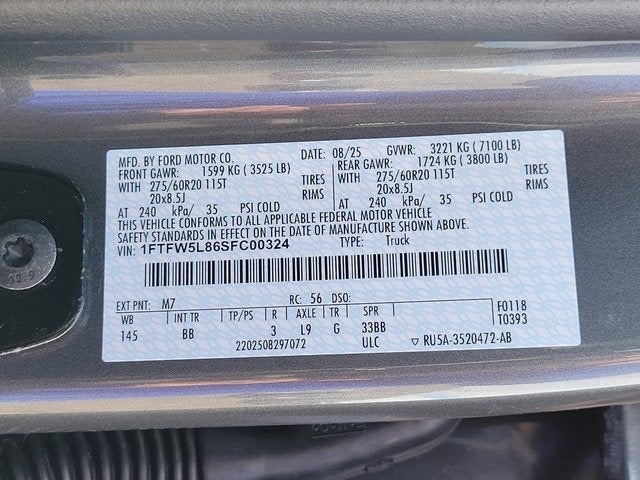 MFD. BY FORD MOTOR CO. DATE: 08/25 GVWR: 3221 KG ( 7100 LB)
FRONT GAWR: 1599 KG ( 3525 LB) REAR GAWR: 1724 KG ( 3800 LB)
WITH 275/60R20 115T TIRES WITH 275/60R20 115T TIRES
20x8.5J RIMS 20x8.5J RIMS
AT 240 kPa/ 35 PSI COLD AT 240 kPa/ 35 PSI COLD
THIS VEHICLE CONFORMS TO ALL APPLICABLE FEDERAL MOTOR VEHICLE
SAFETY STANDARDS IN EFFECT ON THE DATE OF MANUFACTURE SHOWN ABOVE.
VIN: 1FTFW5L86SFC00324 TYPE: Truck
EXT PNT: M7 RC: 56 DSO: F0118
WB INT TR TP/PS R AXLE TR SPR T0393
145 BB 3 L9 G 33BB
2202508297072 ULC ▽ RU5A-3520472-AB
10.9